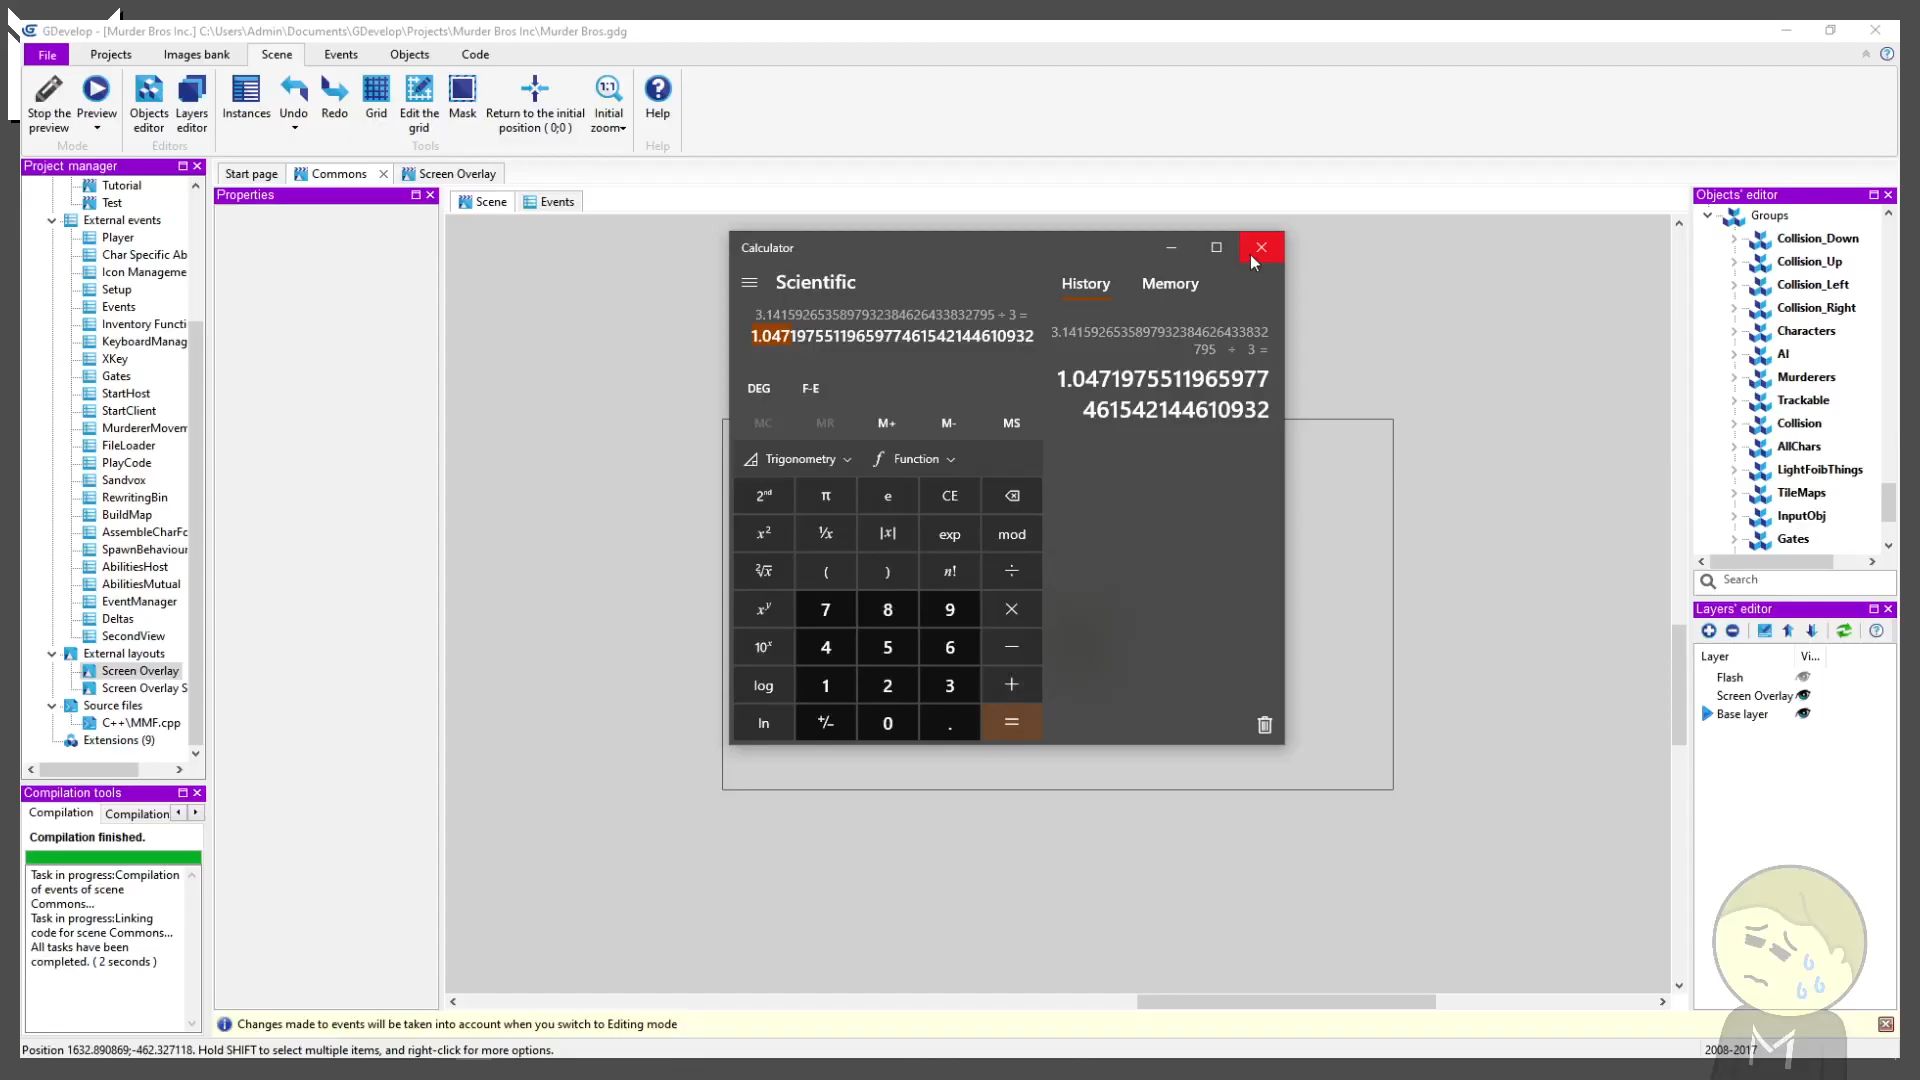 GDevelop - [Murder Bros Inc.] C:\Users\Admin\Documents\GDevelop\Projects\Murder Bros Inc\Murder Bros.gdg
File Projects Images bank Scene Events Objects Code
Stop the preview
Preview
Objects editor
Layers editor
Instances
Undo
Redo
Grid
Edit the grid
Mask
Return to the initial position ( 0;0 )
Initial zoom
Help
Mode
Editors
Tools
Help
Project manager
Tutorial
Test
External events
Player
Char Specific Ab
Icon Manageme
Setup
Events
Inventory Functi
KeyboardManag
XKey
Gates
StartHost
StartClient
MurdererMovem
FileLoader
PlayCode
Sandvox
RewritingBin
BuildMap
AssembleCharFc
SpawnBehaviour
AbilitiesHost
AbilitiesMutual
EventManager
Deltas
SecondView
External layouts
Screen Overlay
Screen Overlay S
Source files
C++\MMF.cpp
Extensions (9)
Compilation tools
Compilation Compilation
Compilation finished.
Task in progress:Compilation
of events of scene
Commons...
Task in progress:Linking
code for scene Commons...
All tasks have been
completed. ( 2 seconds )
Start page Commons Screen Overlay
Properties
Scene Events
Calculator
Scientific
History Memory
3.1415926535897932384626433832795 ÷ 3 =
1.0471975511965977461542144610932
3.1415926535897932384626433832
795 ÷ 3 =
1.0471975511965977
461542144610932
DEG F-E
MC MR M+ M- MS
Trigonometry Function
2nd π e CE
x² ¹⁄x |x| exp mod
²√x ( ) n! ÷
xʸ 7 8 9 ×
10ˣ 4 5 6 −
log 1 2 3 +
ln +/− 0 . =
Objects' editor
Groups
Collision_Down
Collision_Up
Collision_Left
Collision_Right
Characters
AI
Murderers
Trackable
Collision
AllChars
LightFoibThings
TileMaps
InputObj
Gates
Search
Layers' editor
Layer Vi...
Flash
Screen Overlay
Base layer
Changes made to events will be taken into account when you switch to Editing mode
Position 1632.890869;-462.327118. Hold SHIFT to select multiple items, and right-click for more options.
2008-2017